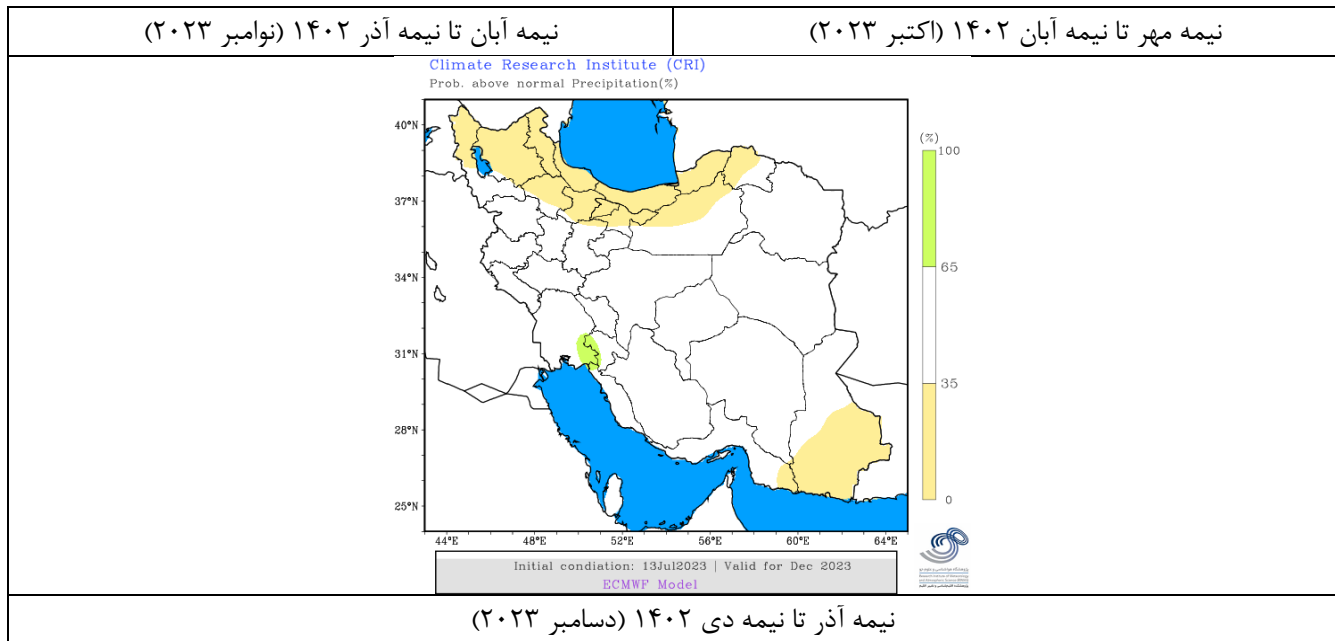 نیمه مهر تا نیمه آبان ۱۴۰۲ (اکتبر ۲۰۲۳)
نیمه آبان تا نیمه آذر ۱۴۰۲ (نوامبر ۲۰۲۳)
Climate Research Institute (CRI)
Prob. above normal Precipitation(%)
(%)
100
65
35
0
40°N
37°N
34°N
31°N
28°N
25°N
44°E 48°E 52°E 56°E 60°E 64°E
Initial condiation: 13Jul2023 | Valid for Dec 2023
ECMWF Model
نیمه آذر تا نیمه دی ۱۴۰۲ (دسامبر ۲۰۲۳)